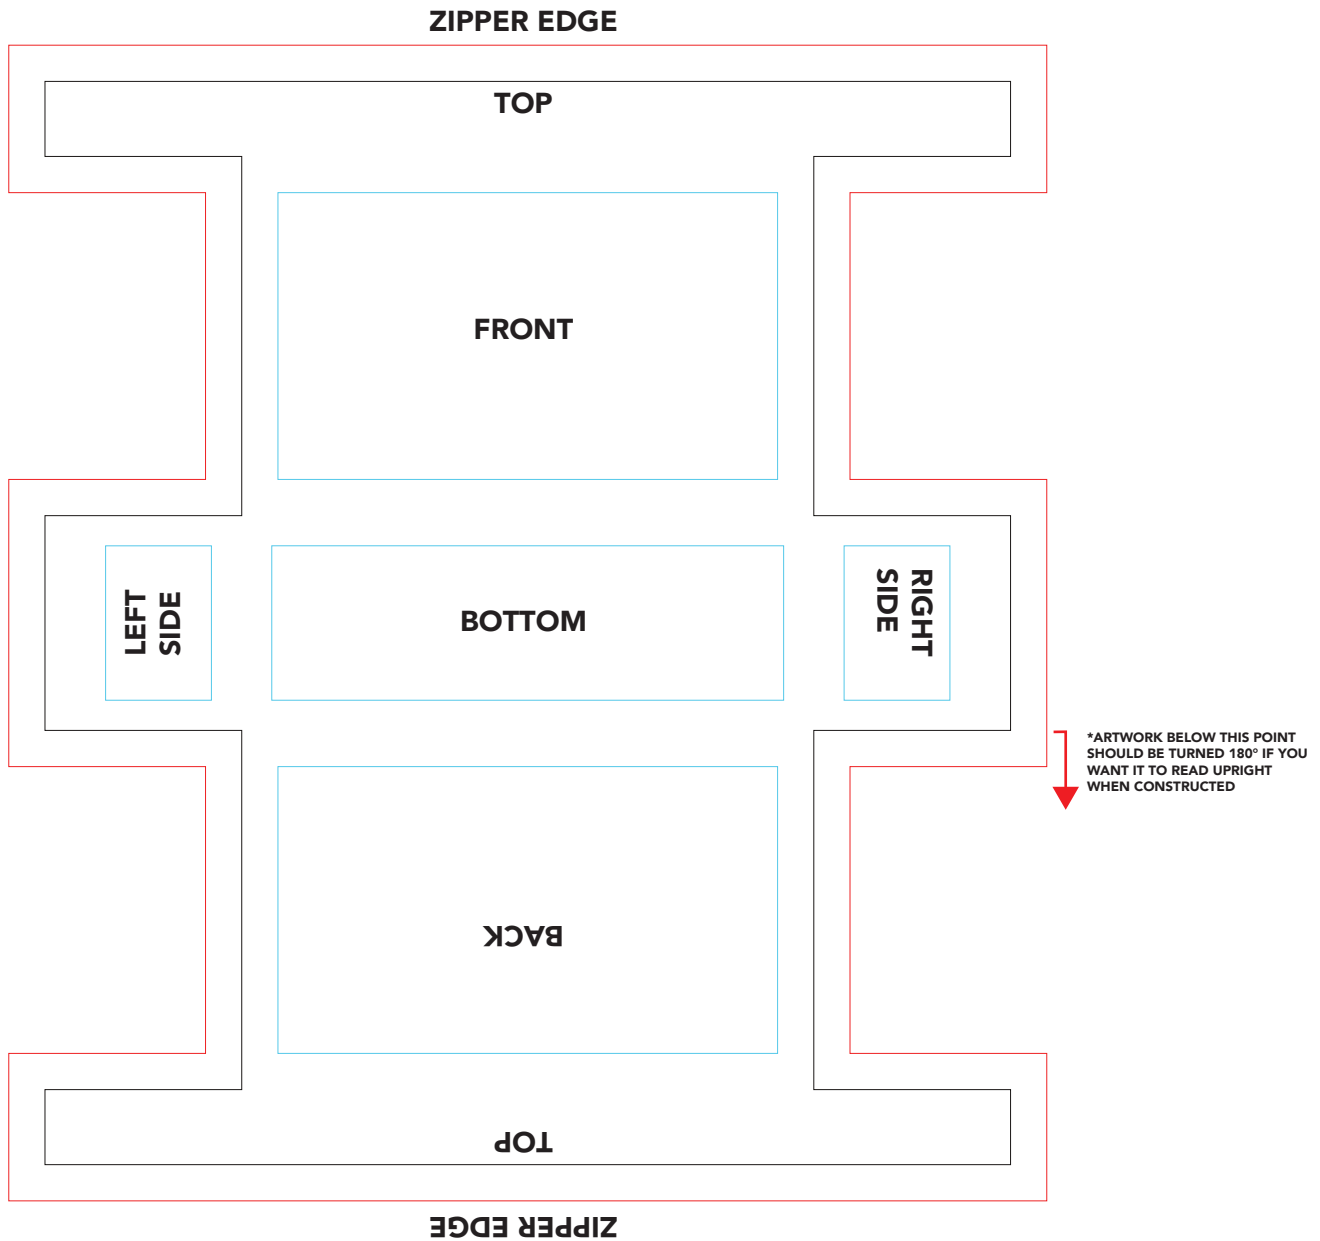 ZIPPER EDGE
TOP
FRONT
LEFT
SIDE
BOTTOM
RIGHT
SIDE
*ARTWORK BELOW THIS POINT
SHOULD BE TURNED 180º IF YOU
WANT IT TO READ UPRIGHT
WHEN CONSTRUCTED
BACK
TOP
ZIPPER EDGE